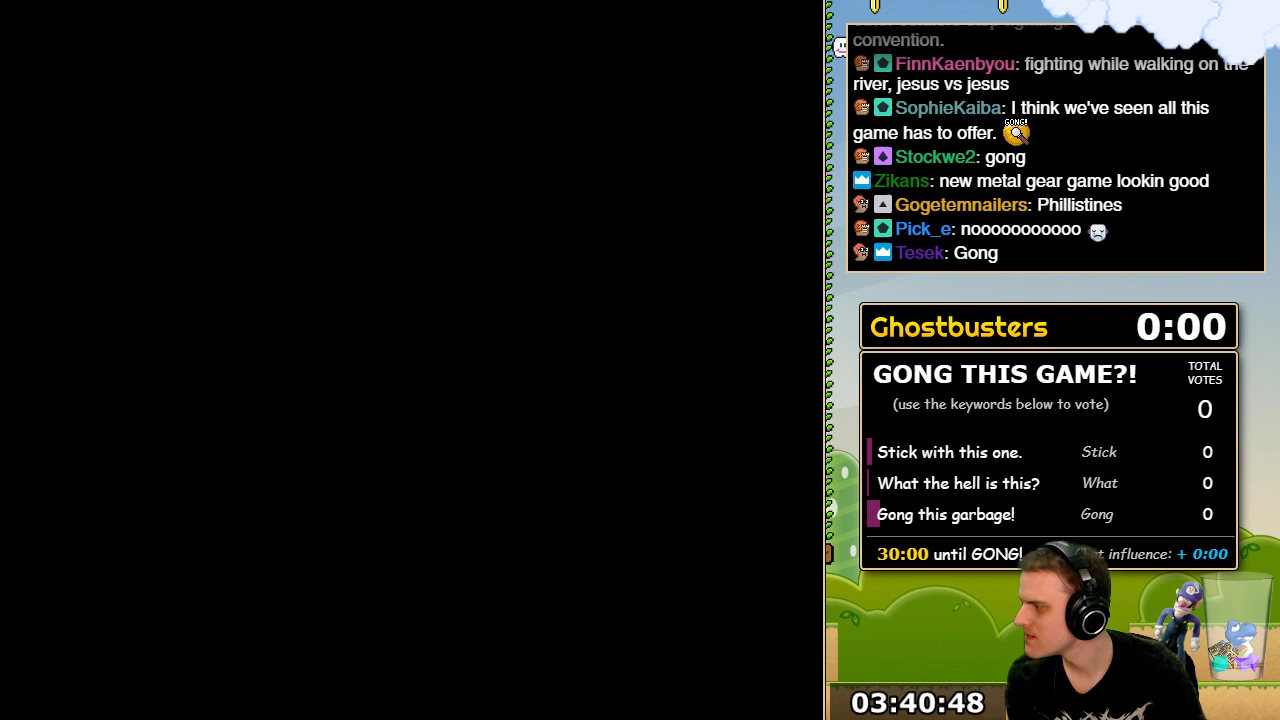 convention.
FinnKaenbyou: fighting while walking on the
river, jesus vs jesus
SophieKaiba: I think we've seen all this
game has to offer. GONG!
Stockwe2: gong
Zikans: new metal gear game lookin good
Gogetemnailers: Phillistines
Pick_e: nooooooooooo
Tesek: Gong
Ghostbusters 0:00
GONG THIS GAME?! TOTAL VOTES
(use the keywords below to vote) 0
Stick with this one. Stick 0
What the hell is this? What 0
Gong this garbage! Gong 0
30:00 until GONG! influence: + 0:00
03:40:48